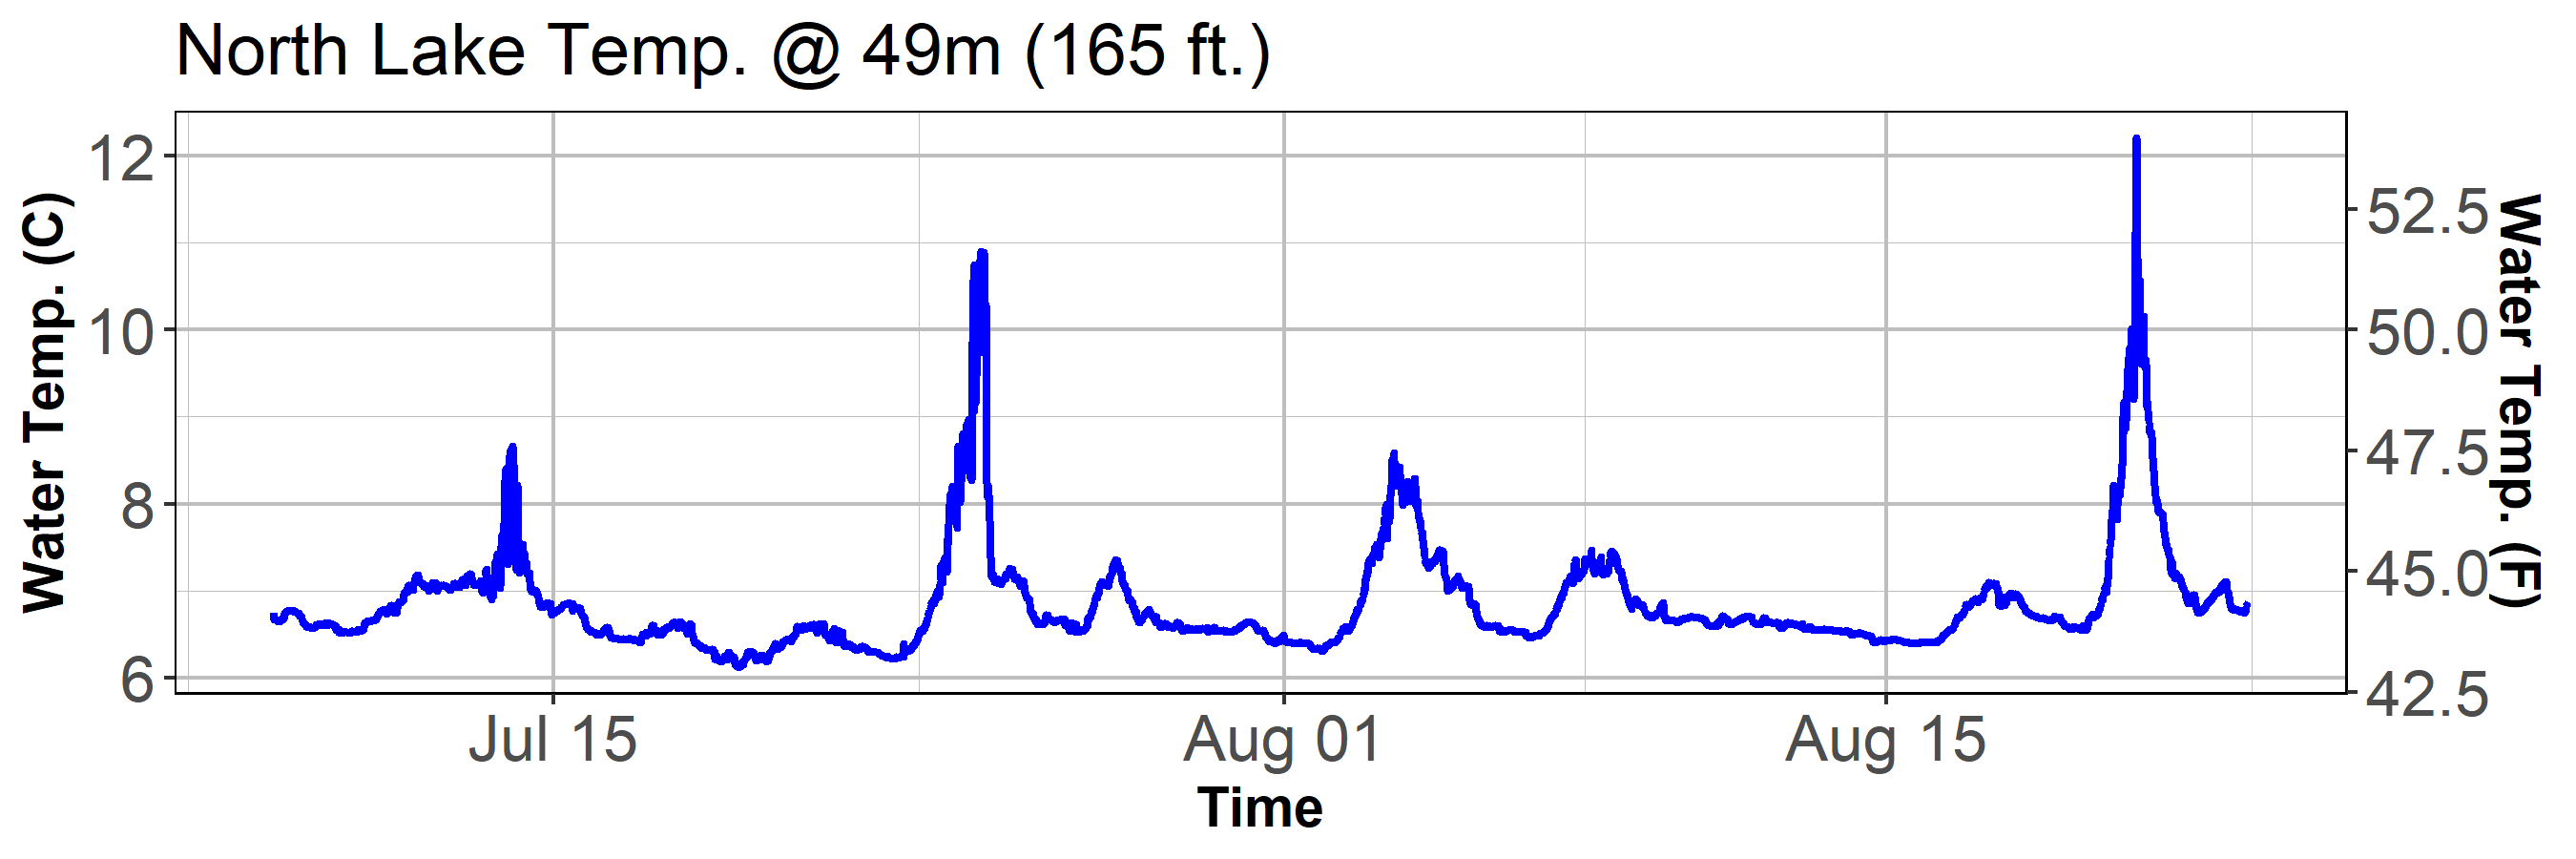 North Lake Temp. @ 49m (165 ft.)
Water Temp. (C)
12
10
8
6
52.5
50.0
47.5
45.0
42.5
Water Temp. (F)
Jul 15 Aug 01 Aug 15
Time